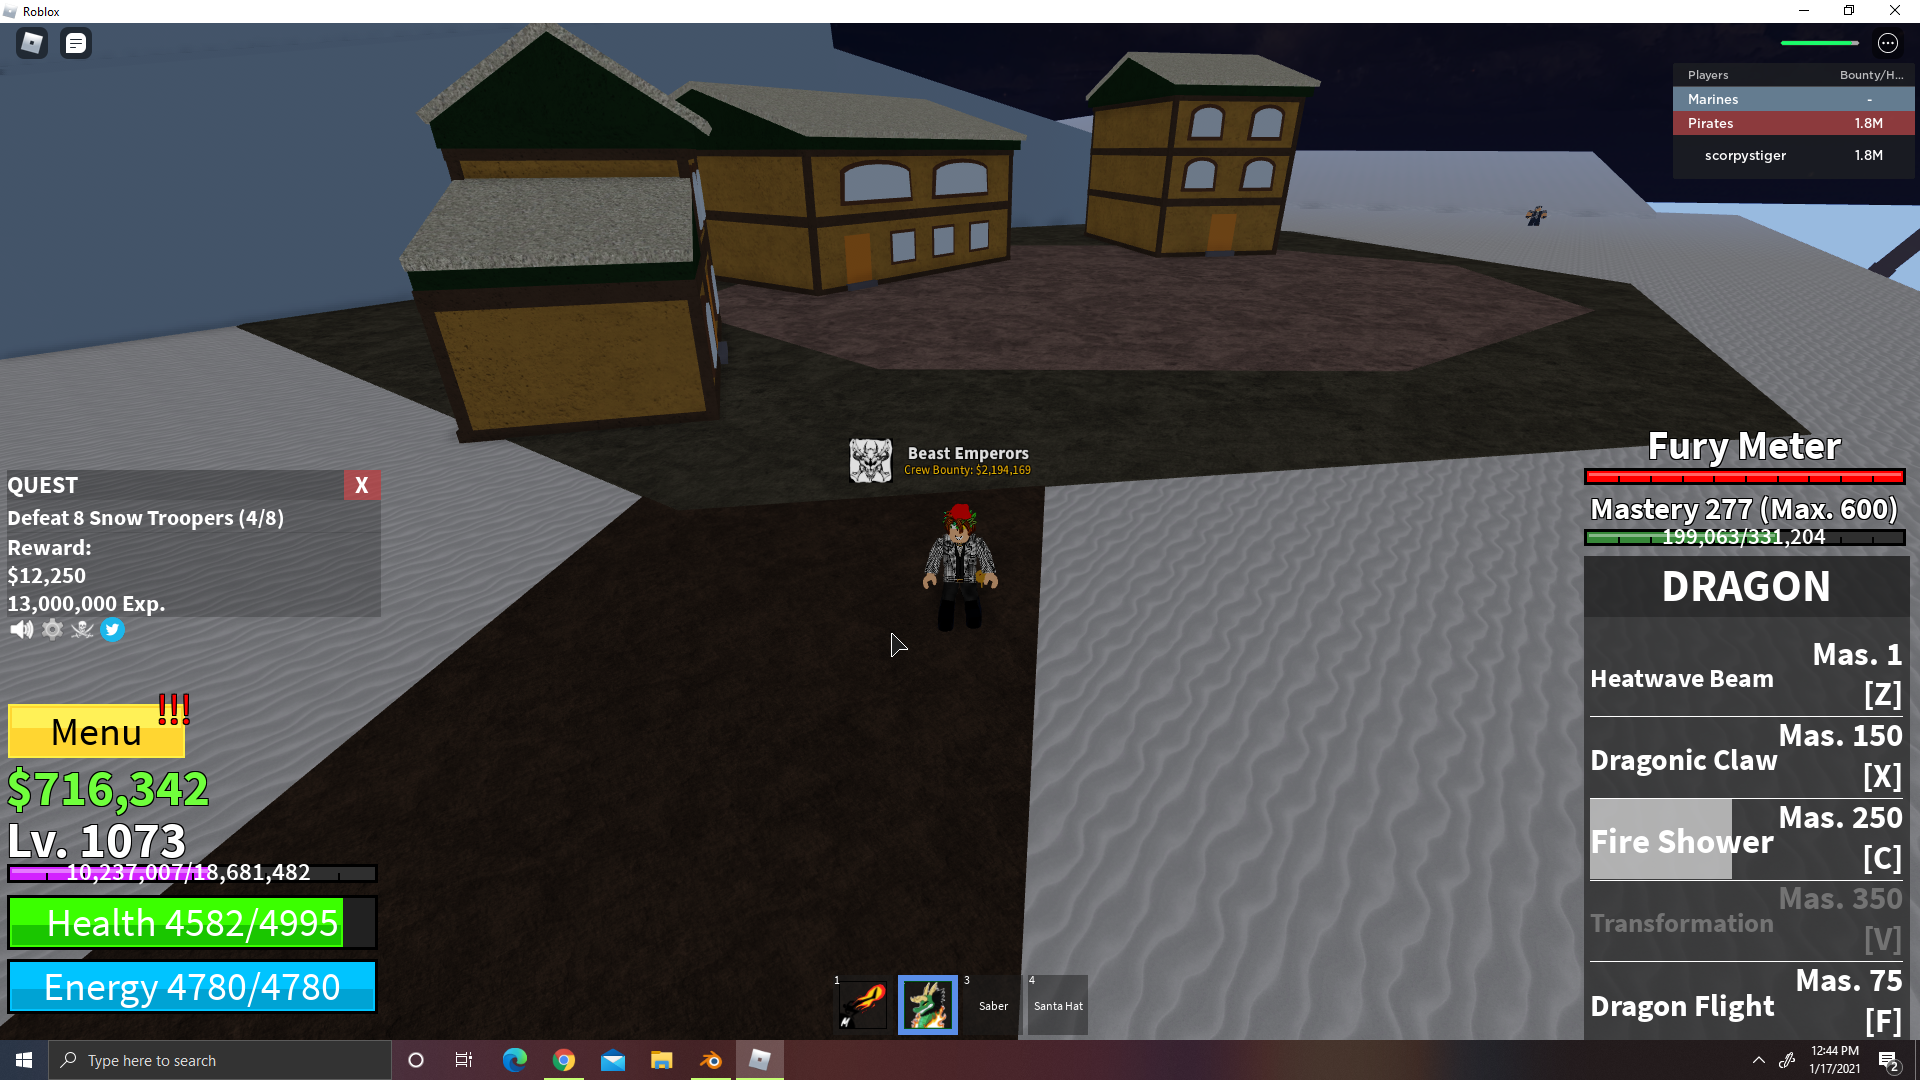 Roblox
Players Bounty/H...
Marines -
Pirates 1.8M
scorpystiger 1.8M
Beast Emperors
Crew Bounty: $2,194,169
QUEST X
Defeat 8 Snow Troopers (4/8)
Reward:
$12,250
13,000,000 Exp.
!!!
Menu
$716,342
Lv. 1073
10,237,007/18,681,482
Health 4582/4995
Energy 4780/4780
Fury Meter
Mastery 277 (Max. 600)
199,063/331,204
DRAGON
Mas. 1
Heatwave Beam
[Z]
Mas. 150
Dragonic Claw
[X]
Mas. 250
Fire Shower
[C]
Mas. 350
Transformation
[V]
Mas. 75
Dragon Flight
[F]
1 3 4
Saber Santa Hat
Type here to search
12:44 PM
1/17/2021
2